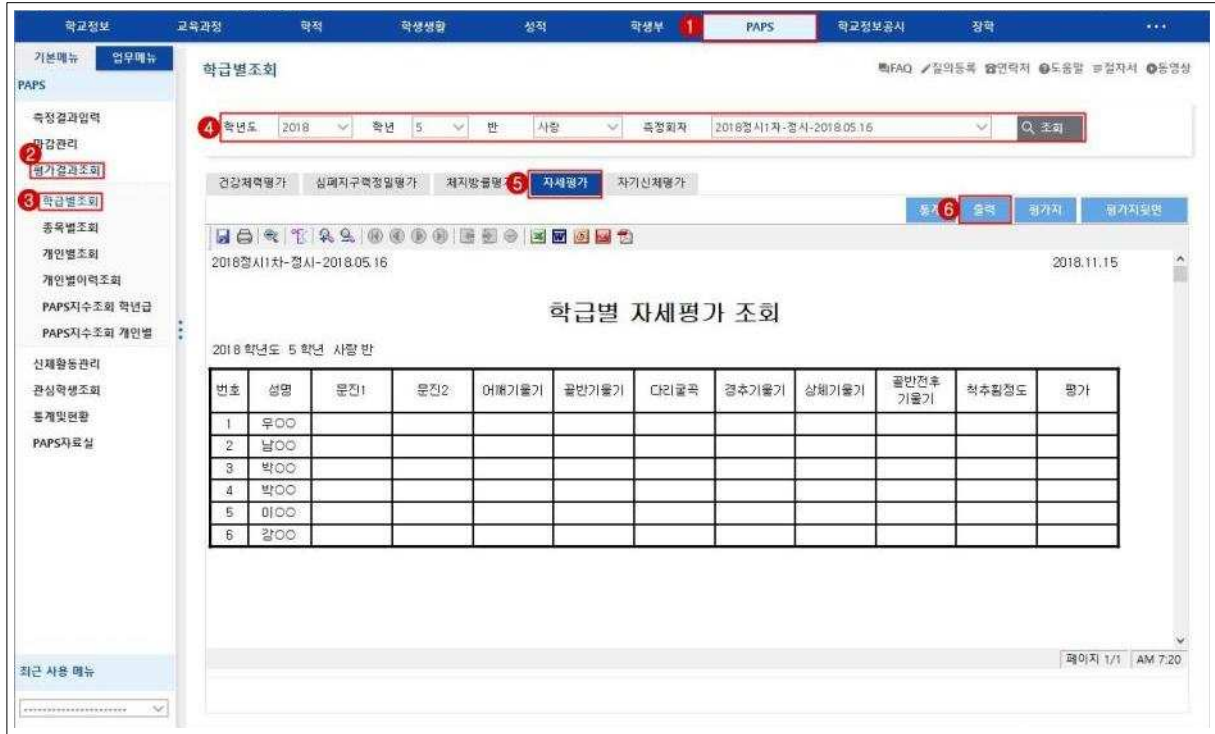 학교정보 교육과정 학적 학생생활 성적 학생부 1 PAPS 학교정보공시 장학 ...
기본메뉴 업무메뉴
PAPS
측정결과입력
마감관리
2
평가결과조회
3 학급별조회
종목별조회
개인별조회
개인별이력조회
PAPS지수조회 학년급
PAPS지수조회 개인별
신체활동관리
관심학생조회
통계및현황
PAPS자료실
최근 사용 메뉴
----------------------
학급별조회
FAQ 질의등록 연락처 도움말 전자서 동영상
4 학년도 2018 학년 5 반 사랑 측정회차 2018정시1차-정시-2018.05.16 조회
건강체력평가 심폐지구력정밀평가 체지방률평가 5 자세평가 자기신체평가
통계 6 출력 평가지 평가지뒷면
2018정시1차-정시-2018.05.16 2018.11.15
학급별 자세평가 조회
2018 학년도 5 학년 사랑 반
번호 성명 문진1 문진2 어깨기울기 골반기울기 다리굴곡 경추기울기 상체기울기 골반전후 기울기 척추휨정도 평가
1 우○○
2 남○○
3 박○○
4 박○○
5 이○○
6 강○○
페이지 1/1 AM 7:20